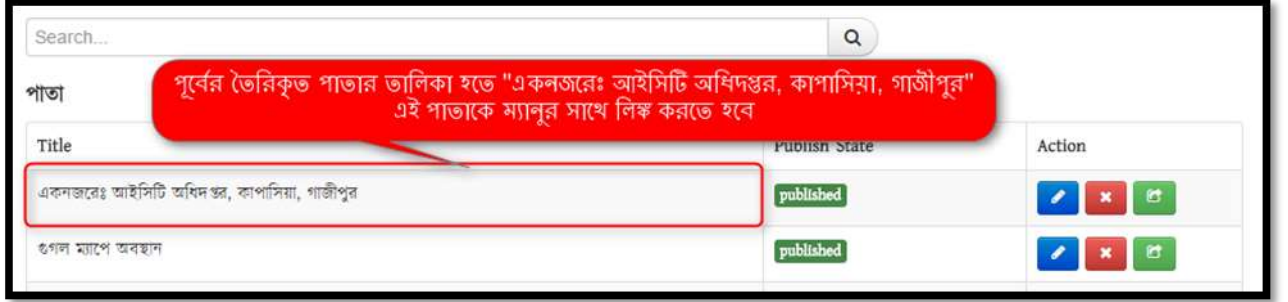 Search...
পূর্বের তৈরিকৃত পাতার তালিকা হতে "একনজরেঃ আইসিটি অধিদপ্তর, কাপাসিয়া, গাজীপুর"
এই পাতাকে ম্যানুর সাথে লিঙ্ক করতে হবে
পাতা
Title Publish State Action
একনজরেঃ আইসিটি অধিদপ্তর, কাপাসিয়া, গাজীপুর published
গুগল ম্যাপে অবস্থান published